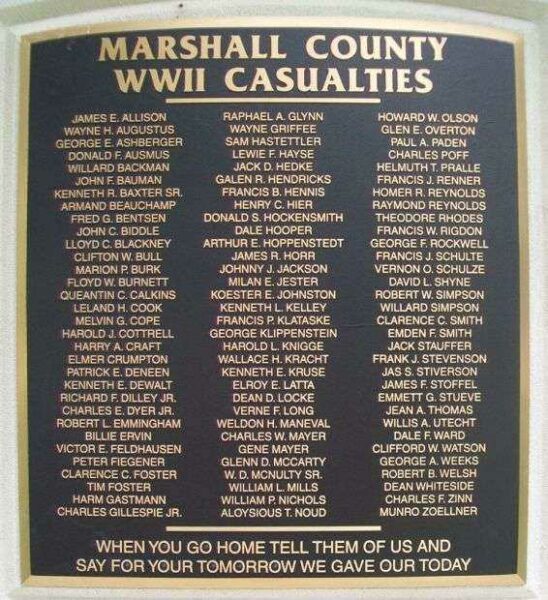 MARSHALL COUNTY
WWII CASUALTIES
JAMES E. ALLISON
WAYNE H. AUGUSTUS
GEORGE E. ASHBERGER
DONALD F. AUSMUS
WILLARD BACKMAN
JOHN F. BAUMAN
KENNETH R. BAXTER SR.
ARMAND BEAUCHAMP
FRED G. BENTSEN
JOHN C. BIDDLE
LLOYD C. BLACKNEY
CLIFTON W. BULL
MARION P. BURK
FLOYD W. BURNETT
QUEANTIN C. CALKINS
LELAND H. COOK
MELVIN G. COPE
HAROLD J. COTTRELL
HARRY A. CRAFT
ELMER CRUMPTON
PATRICK E. DENEEN
KENNETH E. DEWALT
RICHARD F. DILLEY JR.
CHARLES E. DYER JR.
ROBERT L. EMMINGHAM
BILLIE ERVIN
VICTOR E. FELDHAUSEN
PETER FIEGENER
CLARENCE C. FOSTER
TIM FOSTER
HARM GASTMANN
CHARLES GILLESPIE JR.
RAPHAEL A. GLYNN
WAYNE GRIFFEE
SAM HASTETTLER
LEWIE F. HAYSE
JACK D. HEDKE
GALEN R. HENDRICKS
FRANCIS B. HENNIS
HENRY C. HIER
DONALD S. HOCKENSMITH
DALE HOOPER
ARTHUR E. HOPPENSTEDT
JAMES R. HORR
JOHNNY J. JACKSON
MILAN E. JESTER
KOESTER E. JOHNSTON
KENNETH L. KELLEY
FRANCIS P. KLATASKE
GEORGE KLIPPENSTEIN
HAROLD L. KNIGGE
WALLACE H. KRACHT
KENNETH E. KRUSE
ELROY E. LATTA
DEAN D. LOCKE
VERNE F. LONG
WELDON H. MANEVAL
CHARLES W. MAYER
GENE MAYER
GLENN D. MCCARTY
W. D. MCNULTY SR.
WILLIAM L. MILLS
WILLIAM P. NICHOLS
ALOYSIOUS T. NOUD
HOWARD W. OLSON
GLEN E. OVERTON
PAUL A. PADEN
CHARLES POFF
HELMUTH T. PRALLE
FRANCIS J. RENNER
HOMER R. REYNOLDS
RAYMOND REYNOLDS
THEODORE RHODES
FRANCIS W. RIGDON
GEORGE F. ROCKWELL
FRANCIS J. SCHULTE
VERNON O. SCHULZE
DAVID L. SHYNE
ROBERT W. SIMPSON
WILLARD SIMPSON
CLARENCE C. SMITH
EMDEN F. SMITH
JACK STAUFFER
FRANK J. STEVENSON
JAS S. STIVERSON
JAMES F. STOFFEL
EMMETT G. STUEVE
JEAN A. THOMAS
WILLIS A. UTECHT
DALE F. WARD
CLIFFORD W. WATSON
GEORGE A. WEEKS
ROBERT B. WELSH
DEAN WHITESIDE
CHARLES F. ZINN
MUNRO ZOELLNER
WHEN YOU GO HOME TELL THEM OF US AND
SAY FOR YOUR TOMORROW WE GAVE OUR TODAY